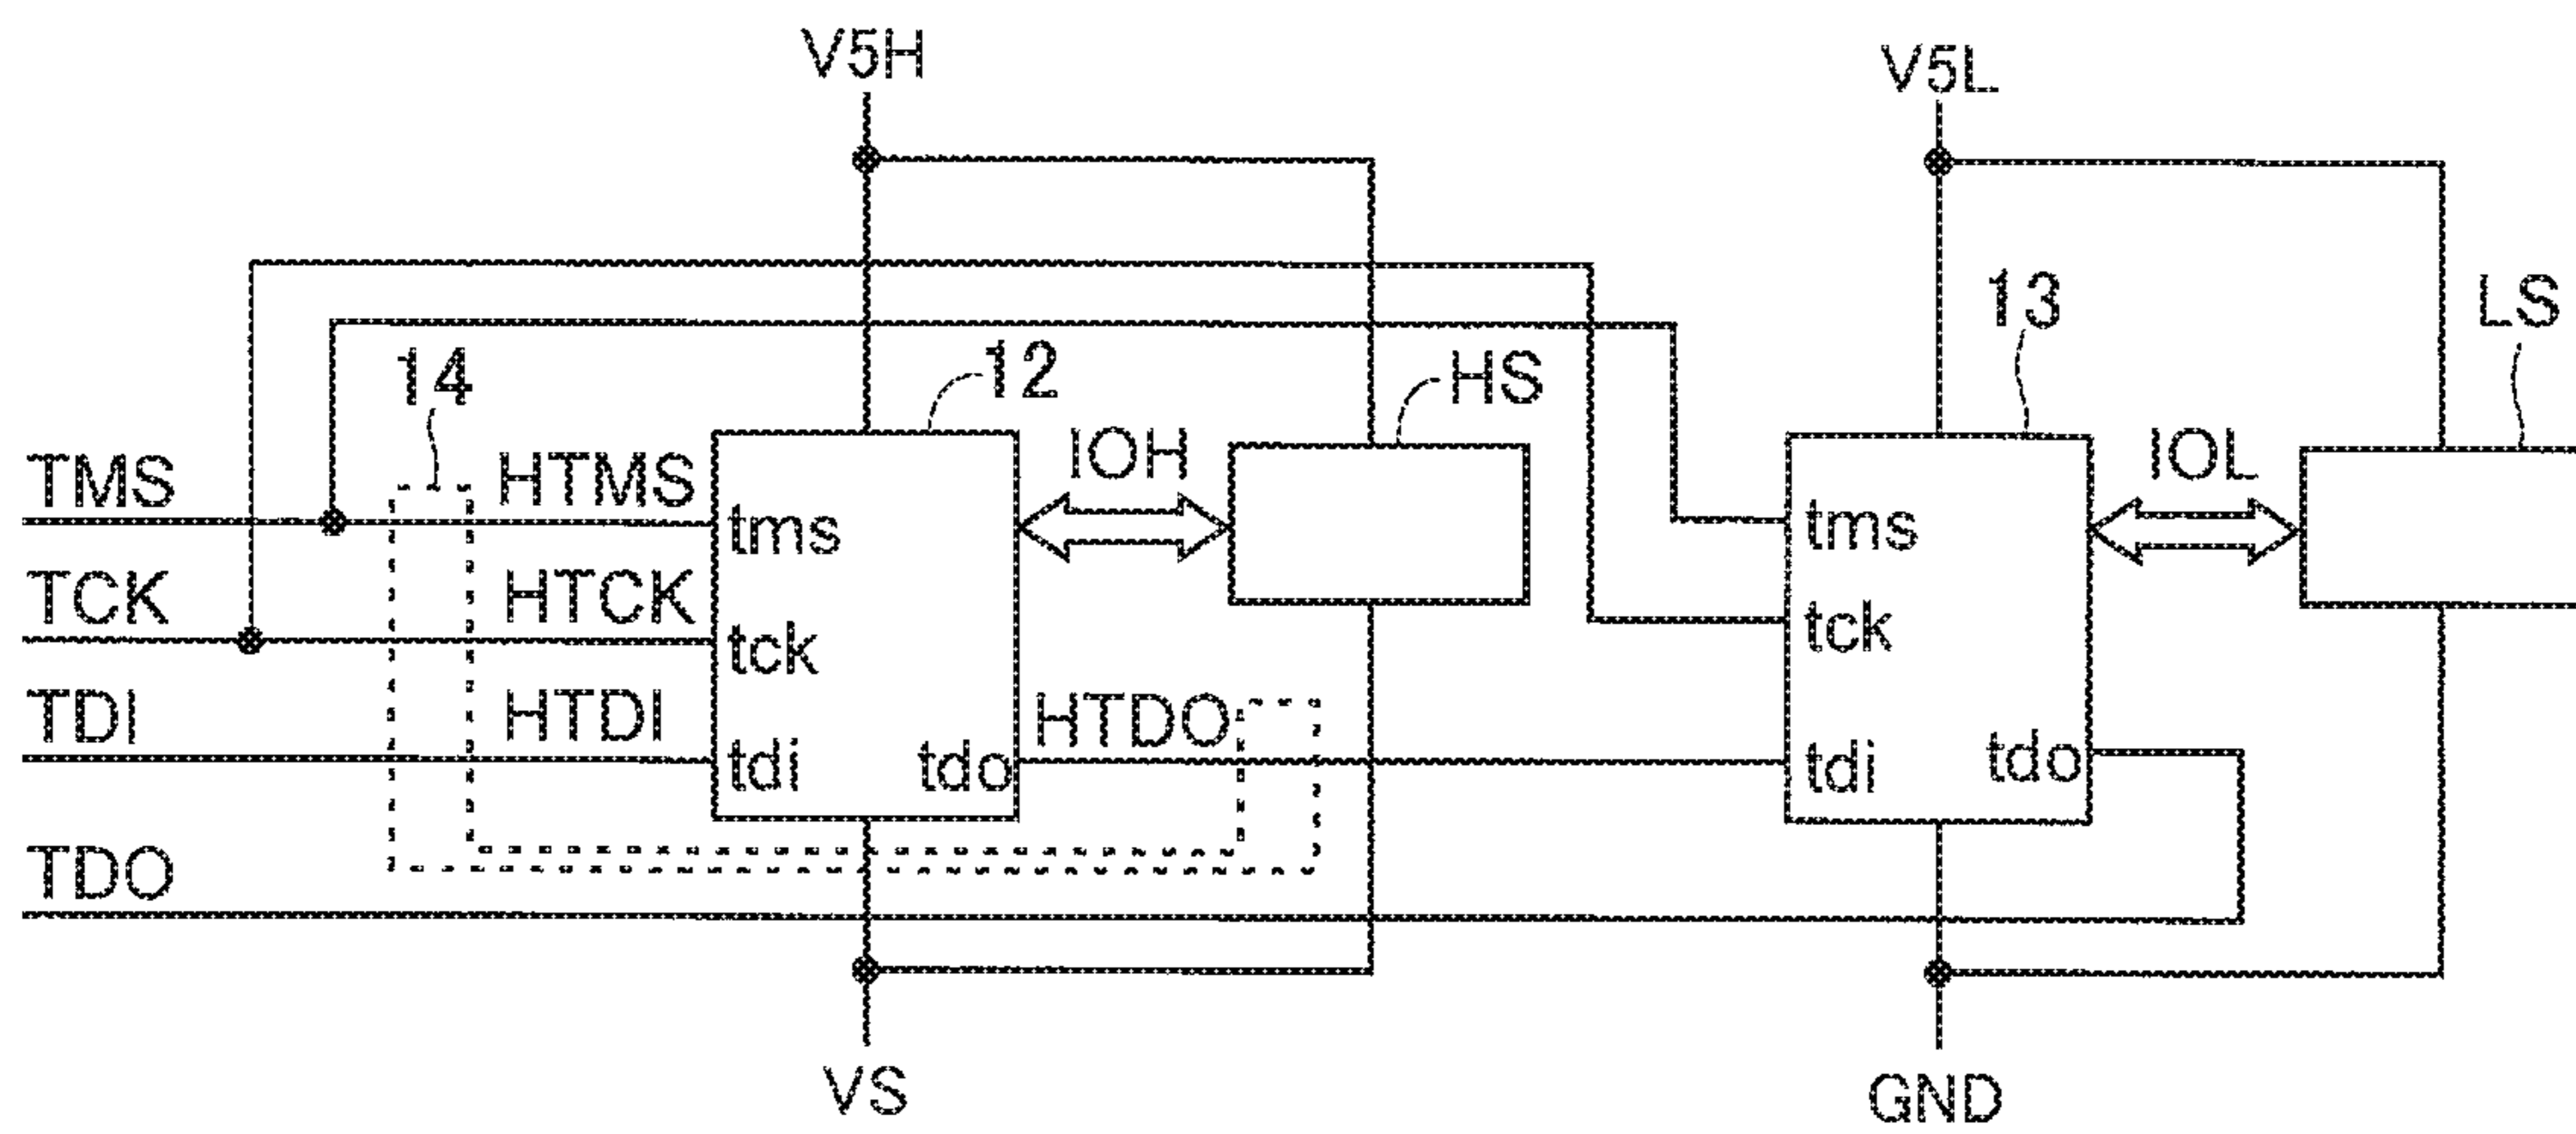 V5H
V5L
13
LS
14
12
HS
TMS
HTMS
IOH
IOL
tms
tms
TCK
HTCK
tck
tck
TDI
HTDI
HTDO
tdi
tdo
tdi
tdo
TDO
VS
GND